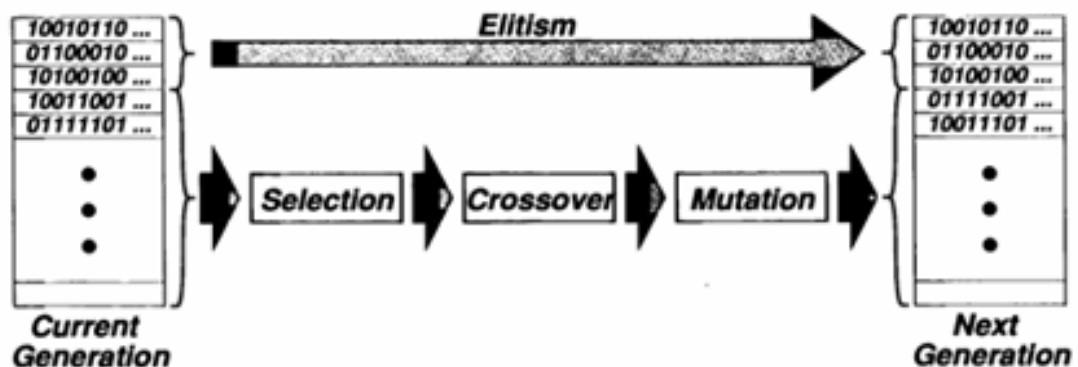 10010110 ...
01100010 ...
10100100 ...
10011001 ...
01111101 ...
Current
Generation
Elitism
Selection
Crossover
Mutation
10010110 ...
01100010 ...
10100100 ...
01111001 ...
10011101 ...
Next
Generation